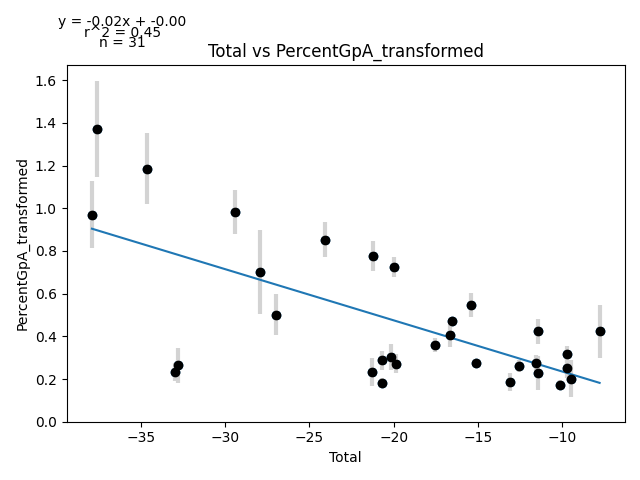 y = -0.02x + -0.00
r^2 = 0.45
n = 31
Total vs PercentGpA_transformed
PercentGpA_transformed
1.6
1.4
1.2
1.0
0.8
0.6
0.4
0.2
0.0
−35
−30
−25
−20
−15
−10
Total